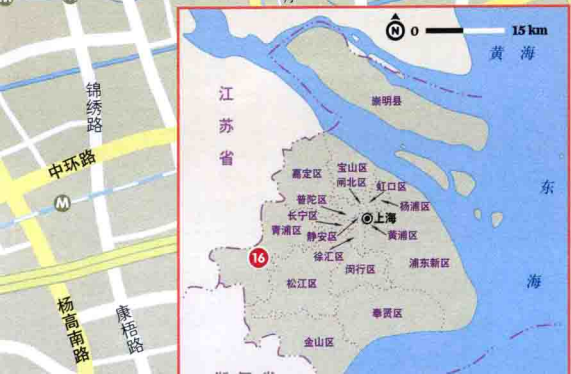 N
0
15 km
黄海
江苏省
崇明县
嘉定区
宝山区
闸北区
虹口区
普陀区
杨浦区
长宁区
上海
青浦区
静安区
黄浦区
徐汇区
浦东新区
闵行区
松江区
奉贤区
金山区
东海
16
锦绣路
中环路
M
杨高南路
康梧路